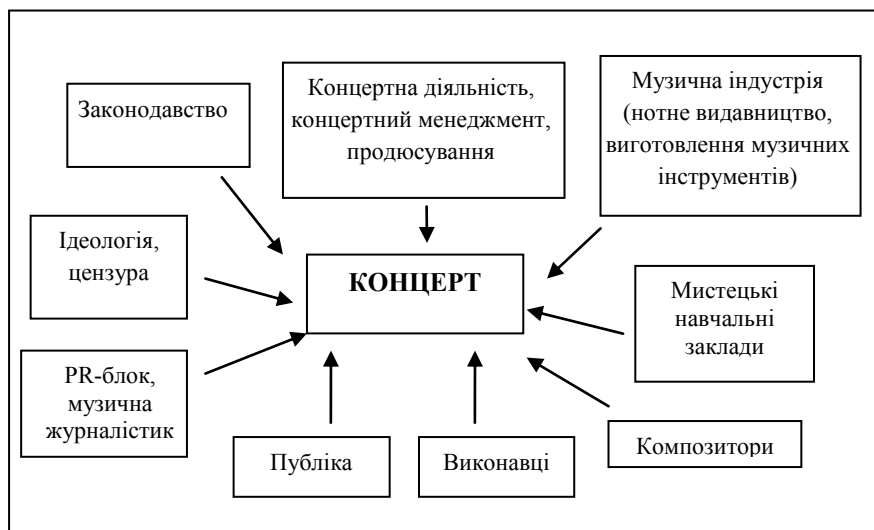 Законодавство
Концертна діяльність,
концертний менеджмент,
продюсування
Музична індустрія
(нотне видавництво,
виготовлення музичних
інструментів)
Ідеологія,
цензура
КОНЦЕРТ
Мистецькі
навчальні
заклади
PR-блок,
музична
журналістик
Публіка
Виконавці
Композитори